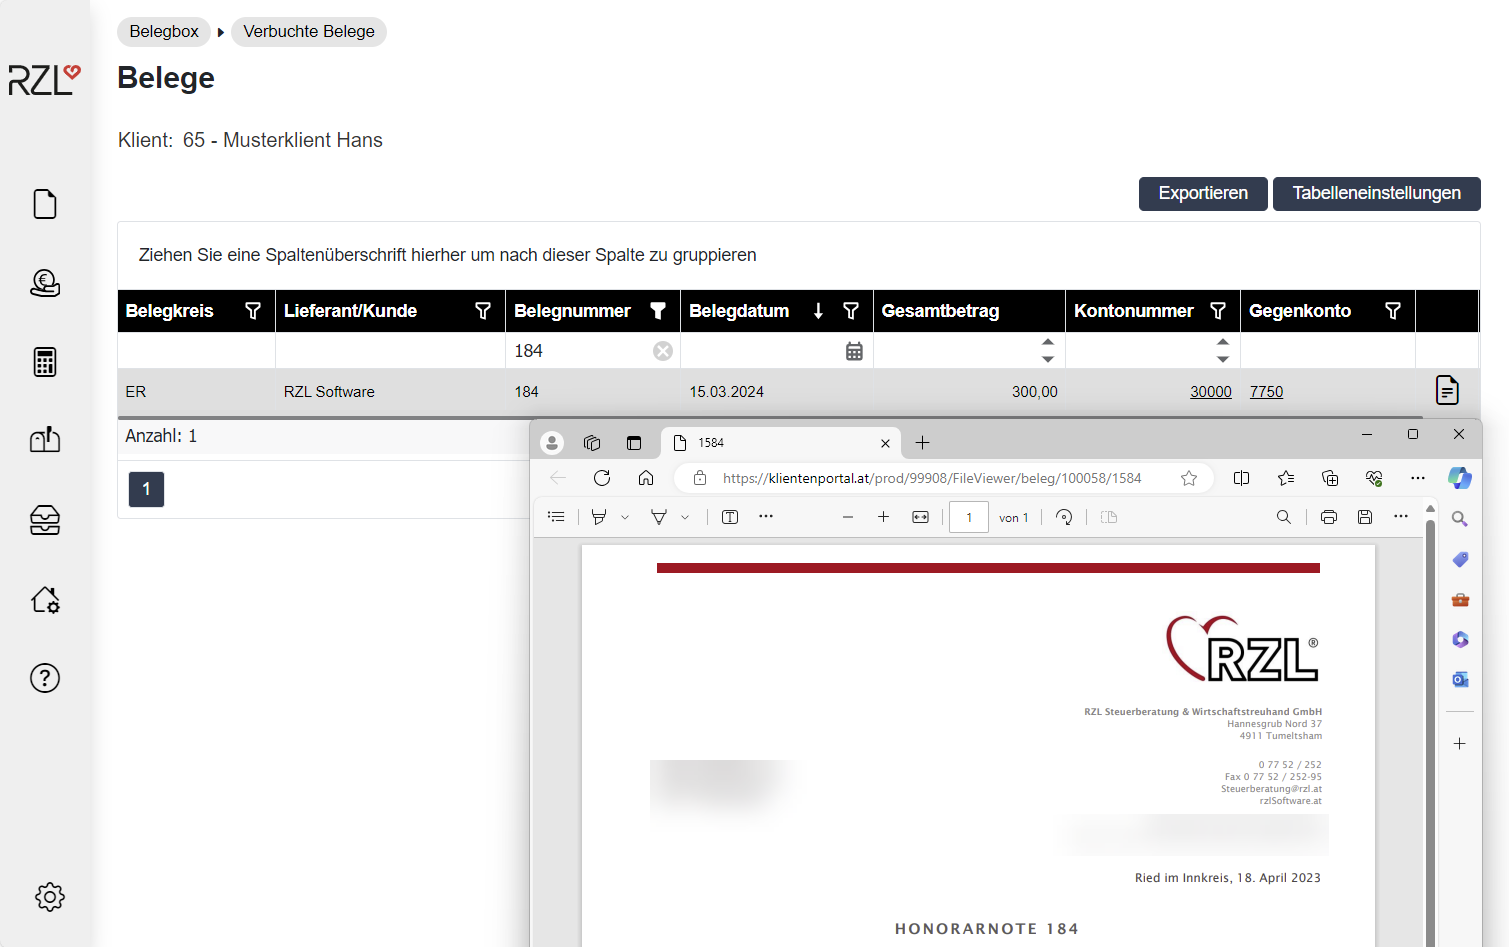 Belegbox Verbuchte Belege
RZL
Belege
Klient: 65 - Musterklient Hans
Exportieren Tabelleneinstellungen
Ziehen Sie eine Spaltenüberschrift hierher um nach dieser Spalte zu gruppieren
Belegkreis Lieferant/Kunde Belegnummer Belegdatum Gesamtbetrag Kontonummer Gegenkonto
184
ER RZL Software 184 15.03.2024 300,00 30000 7750
Anzahl: 1
1
1584
https://klientenportal.at/prod/99908/FileViewer/beleg/100058/1584
1 von 1
RZL®
RZL Steuerberatung & Wirtschaftstreuhand GmbH
Hannesgrub Nord 37
4911 Tumeltsham
0 77 52 / 252
Fax 0 77 52 / 252-95
Steuerberatung@rzl.at
rzlSoftware.at
Ried im Innkreis, 18. April 2023
HONORARNOTE 184